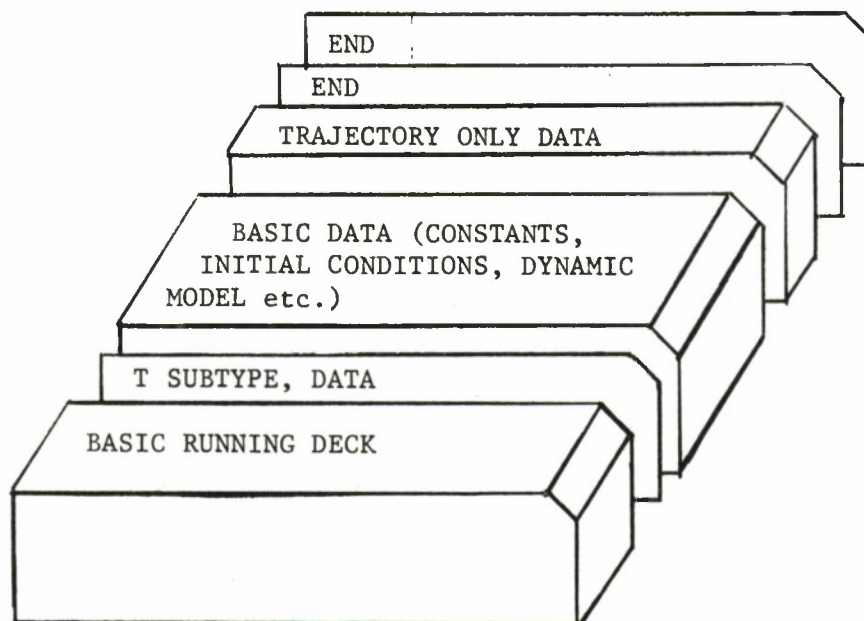 END
END
TRAJECTORY ONLY DATA
BASIC DATA (CONSTANTS,
INITIAL CONDITIONS, DYNAMIC
MODEL etc.)
T SUBTYPE, DATA
BASIC RUNNING DECK